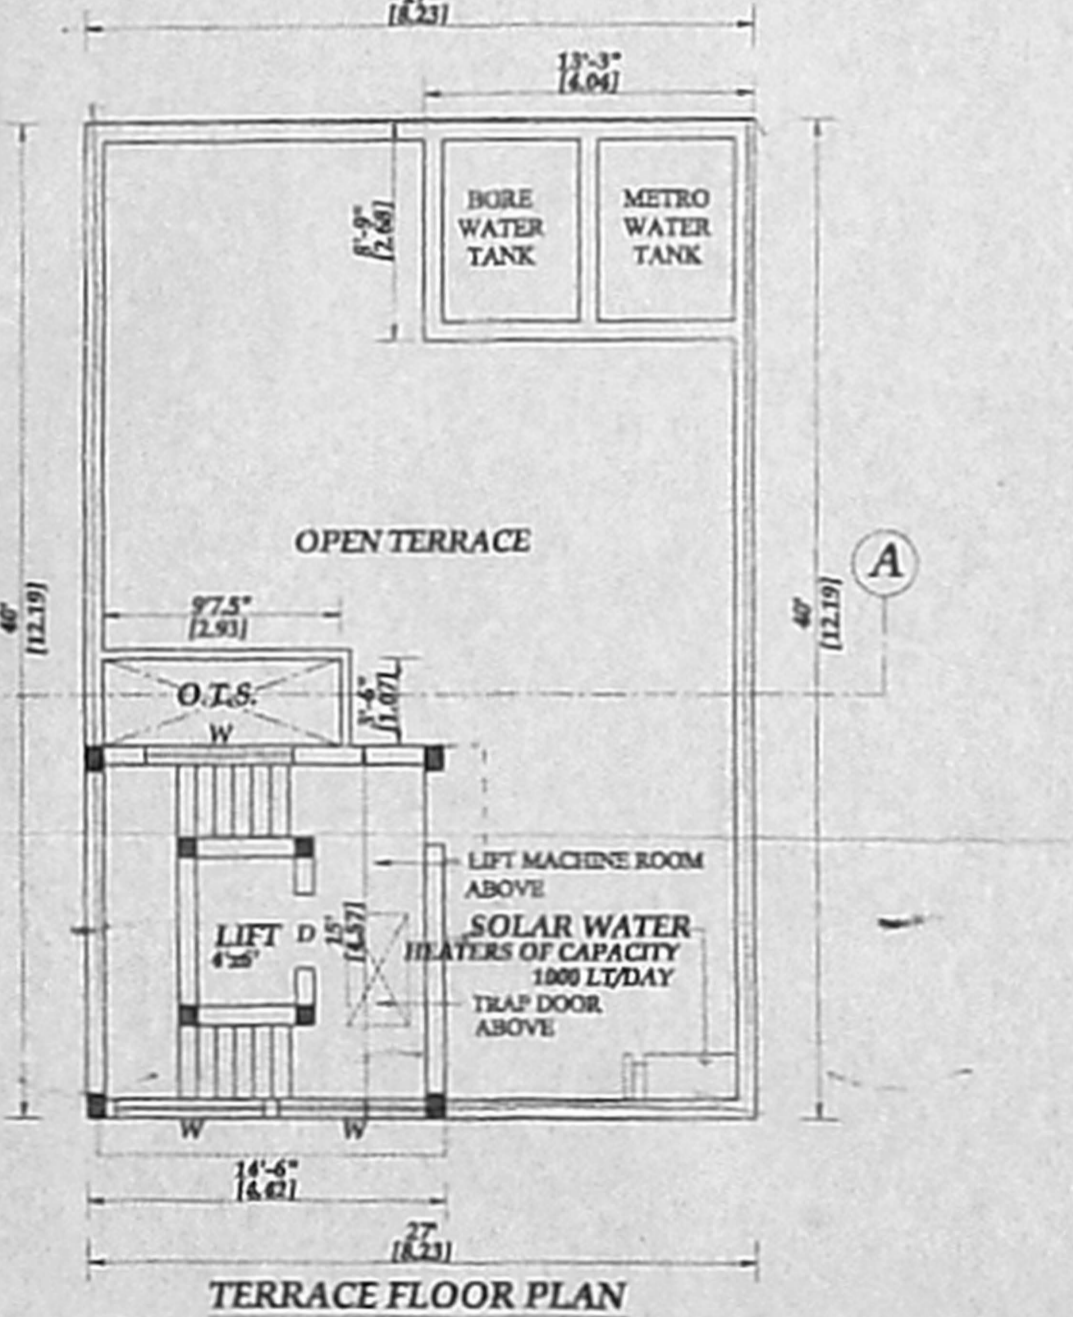 [8.23]
13'-3"
[4.04]
BORE
WATER
TANK
METRO
WATER
TANK
8'-9"
[2.68]
OPEN TERRACE
A
40'
[12.19]
40'
[12.19]
9'7.5"
[2.93]
O.T.S.
3'-6"
[1.07]
W
LIFT MACHINE ROOM
ABOVE
LIFT
D
15'
[4.57]
SOLAR WATER
HEATERS OF CAPACITY
1000 LT/DAY
TRAP DOOR
ABOVE
W
W
14'-6"
[4.42]
27'
[8.23]
TERRACE FLOOR PLAN